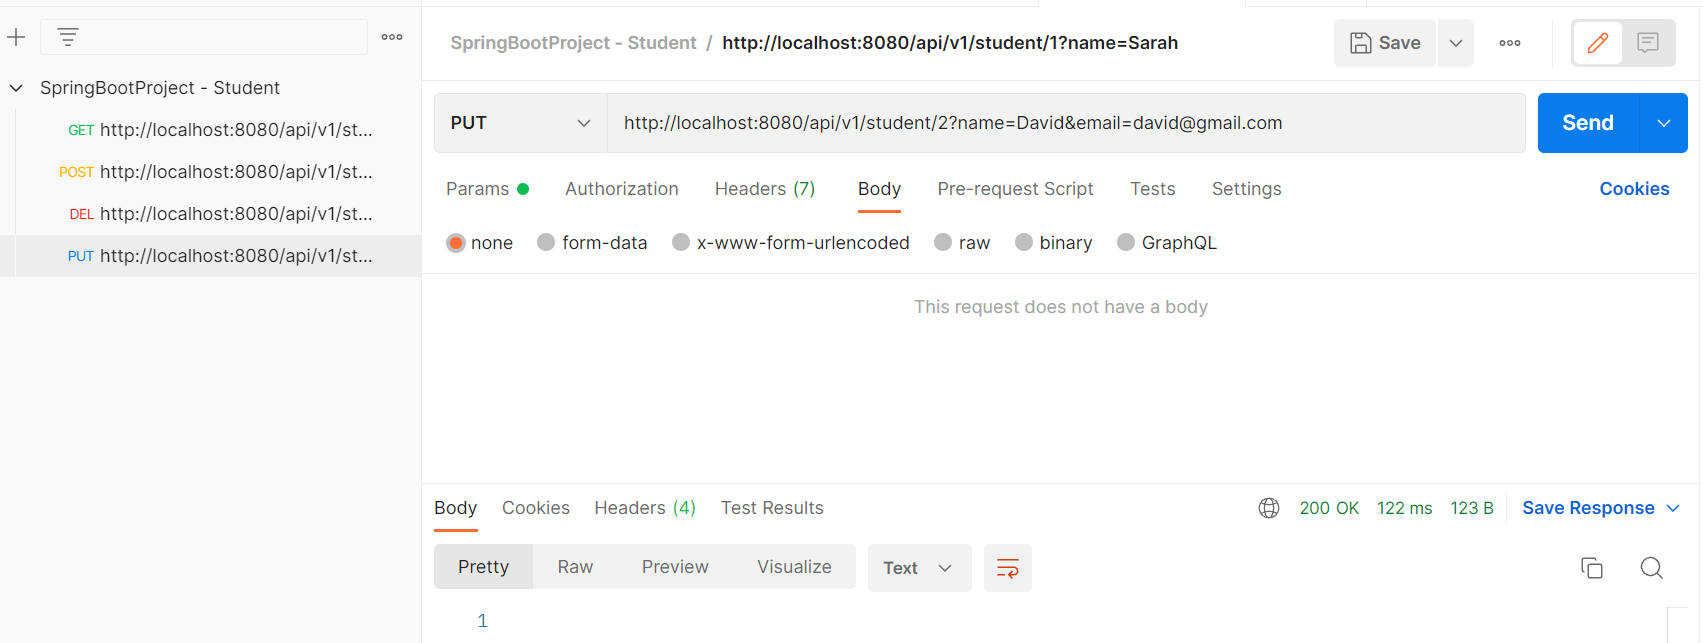 SpringBootProject - Student / http://localhost:8080/api/v1/student/1?name=Sarah
Save
SpringBootProject - Student
GET http://localhost:8080/api/v1/st...
POST http://localhost:8080/api/v1/st...
DEL http://localhost:8080/api/v1/st...
PUT http://localhost:8080/api/v1/st...
PUT http://localhost:8080/api/v1/student/2?name=David&email=david@gmail.com Send
Params Authorization Headers (7) Body Pre-request Script Tests Settings Cookies
none form-data x-www-form-urlencoded raw binary GraphQL
This request does not have a body
Body Cookies Headers (4) Test Results 200 OK 122 ms 123 B Save Response
Pretty Raw Preview Visualize Text
1